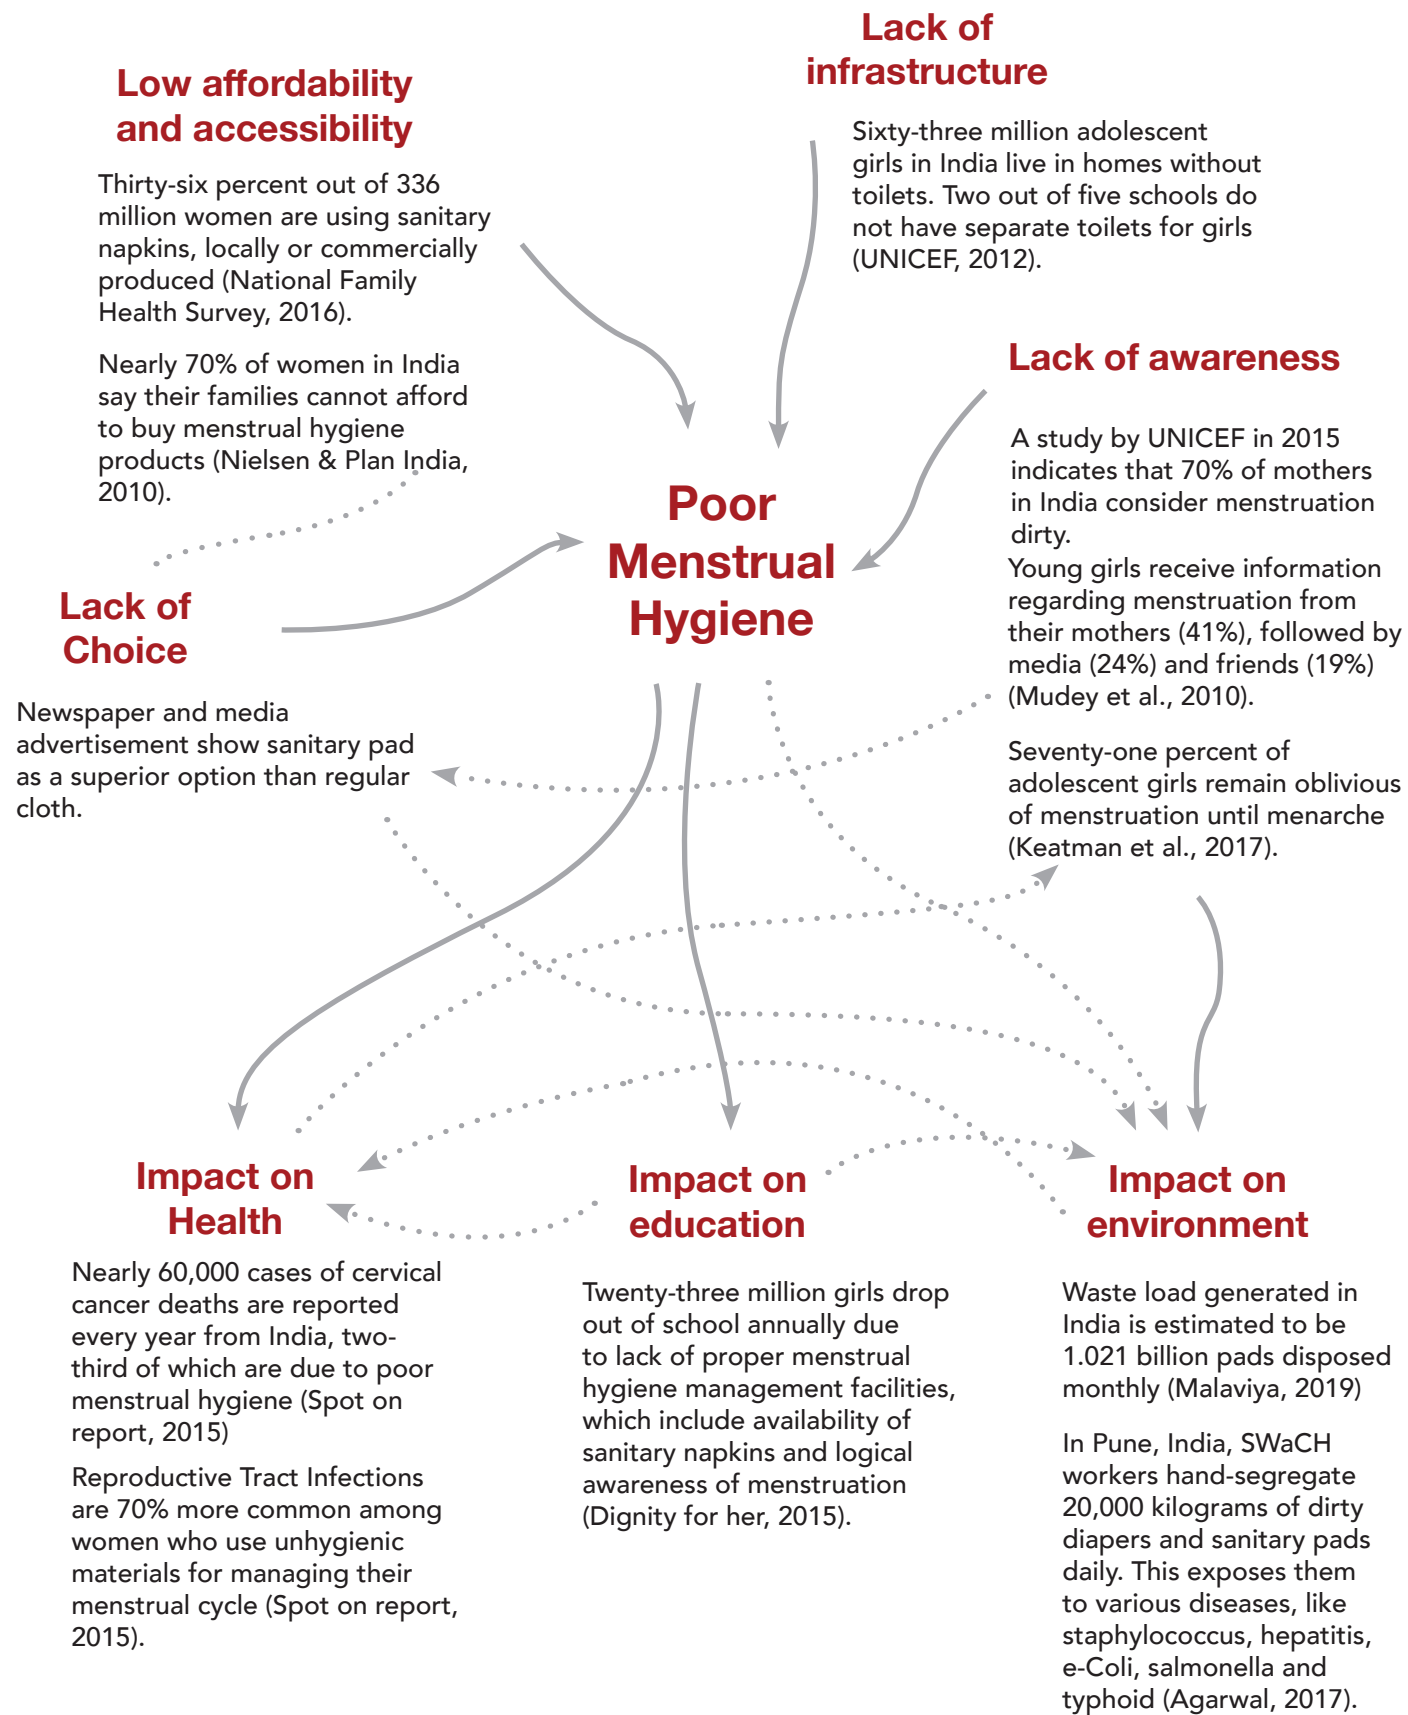 Low affordability
and accessibility
Thirty-six percent out of 336
million women are using sanitary
napkins, locally or commercially
produced (National Family
Health Survey, 2016).
Nearly 70% of women in India
say their families cannot afford
to buy menstrual hygiene
products (Nielsen & Plan India,
2010).
Lack of
infrastructure
Sixty-three million adolescent
girls in India live in homes without
toilets. Two out of five schools do
not have separate toilets for girls
(UNICEF, 2012).
Lack of awareness
A study by UNICEF in 2015
indicates that 70% of mothers
in India consider menstruation
dirty.
Young girls receive information
regarding menstruation from
their mothers (41%), followed by
media (24%) and friends (19%)
(Mudey et al., 2010).
Seventy-one percent of
adolescent girls remain oblivious
of menstruation until menarche
(Keatman et al., 2017).
Poor
Menstrual
Hygiene
Lack of
Choice
Newspaper and media
advertisement show sanitary pad
as a superior option than regular
cloth.
Impact on
Health
Nearly 60,000 cases of cervical
cancer deaths are reported
every year from India, two-
third of which are due to poor
menstrual hygiene (Spot on
report, 2015)
Reproductive Tract Infections
are 70% more common among
women who use unhygienic
materials for managing their
menstrual cycle (Spot on report,
2015).
Impact on
education
Twenty-three million girls drop
out of school annually due
to lack of proper menstrual
hygiene management facilities,
which include availability of
sanitary napkins and logical
awareness of menstruation
(Dignity for her, 2015).
Impact on
environment
Waste load generated in
India is estimated to be
1.021 billion pads disposed
monthly (Malaviya, 2019)
In Pune, India, SWaCH
workers hand-segregate
20,000 kilograms of dirty
diapers and sanitary pads
daily. This exposes them
to various diseases, like
staphylococcus, hepatitis,
e-Coli, salmonella and
typhoid (Agarwal, 2017).